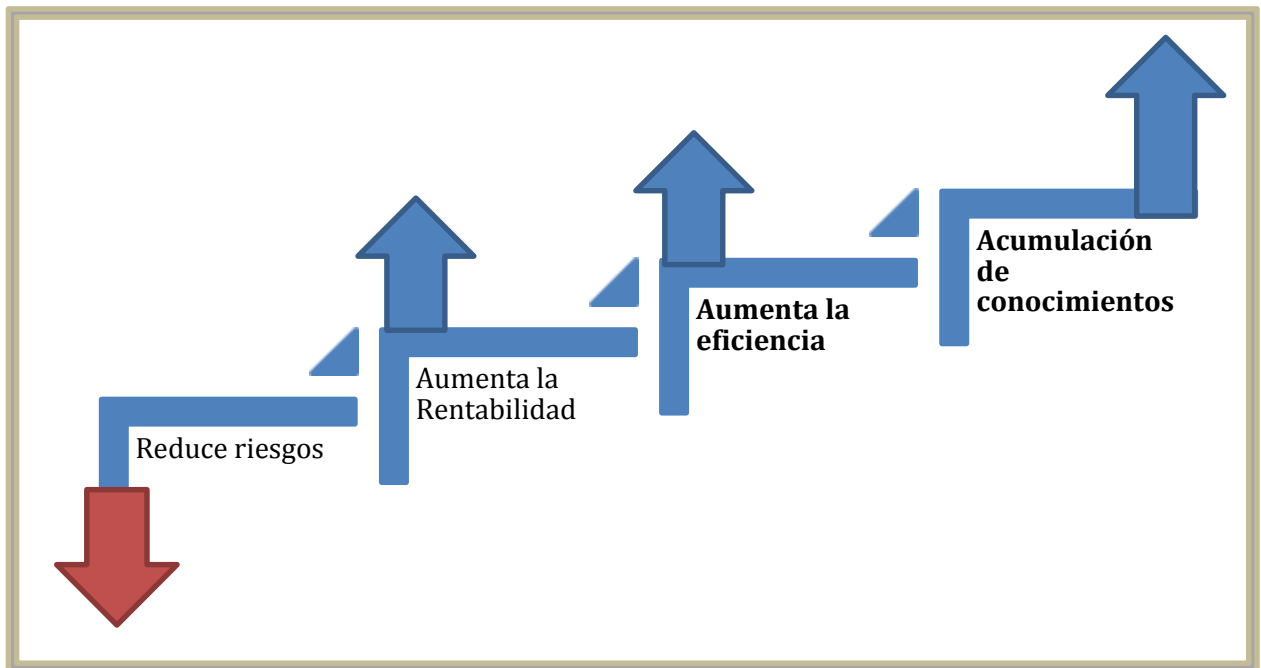 Reduce riesgos
Aumenta la
Rentabilidad
Aumenta la
eficiencia
Acumulación
de
conocimientos